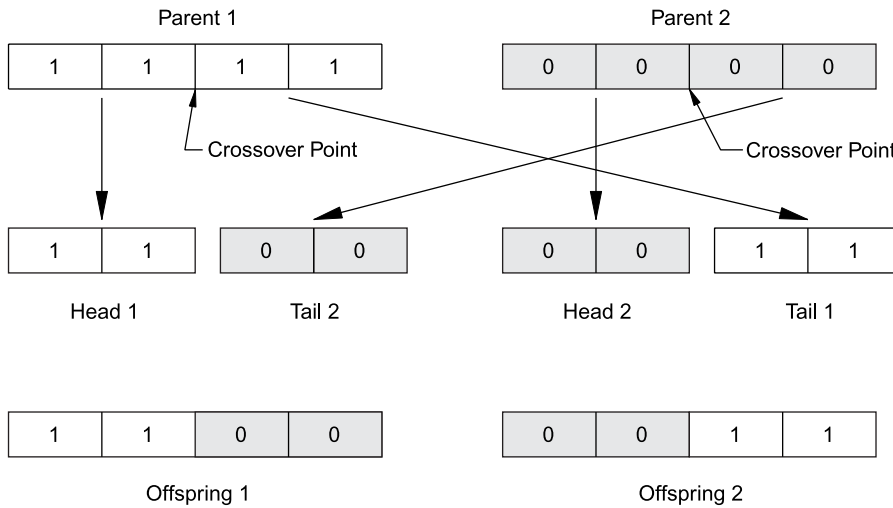 Parent 1 Parent 2
1 1 1 1 0 0 0 0
Crossover Point Crossover Point
1 1 0 0 0 0 1 1
Head 1 Tail 2 Head 2 Tail 1
1 1 0 0 0 0 1 1
Offspring 1 Offspring 2